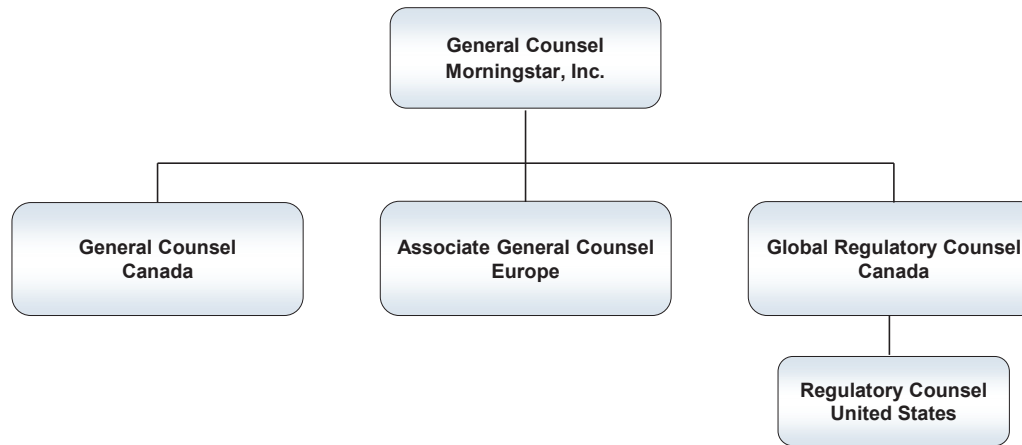 General Counsel
Morningstar, Inc.
General Counsel
Canada
Associate General Counsel
Europe
Global Regulatory Counsel
Canada
Regulatory Counsel
United States